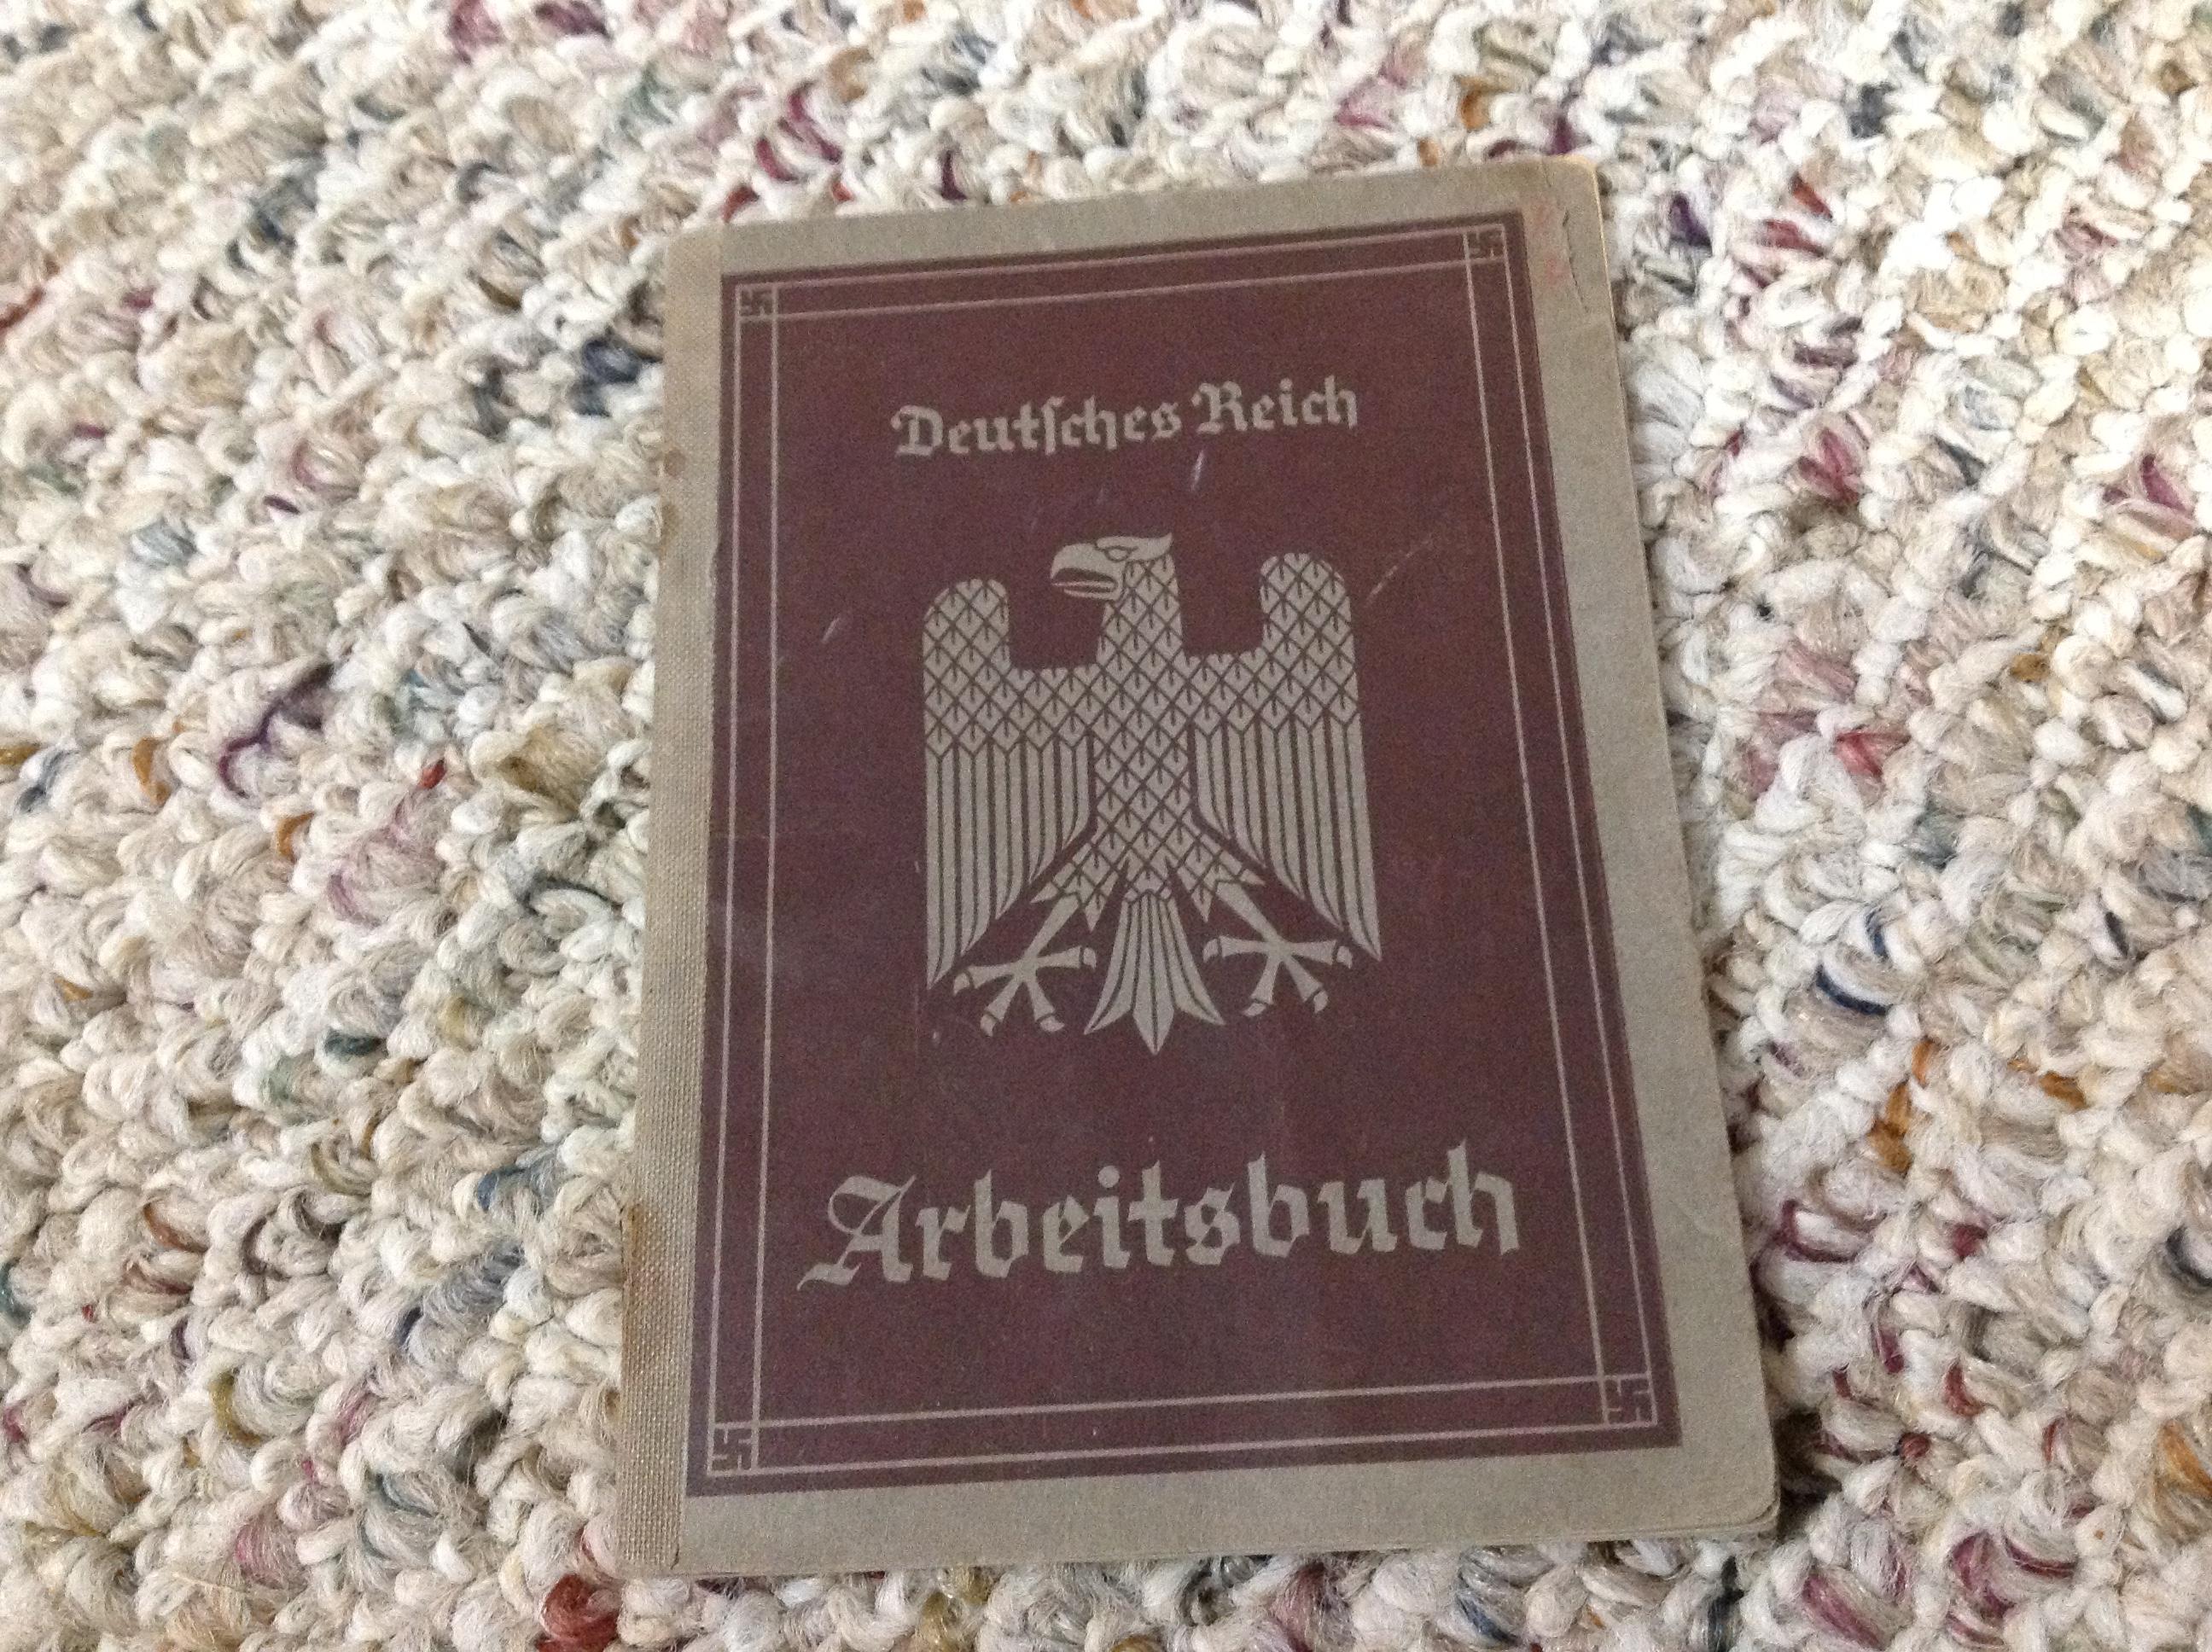 Deutſches Reich
Arbeitsbuch